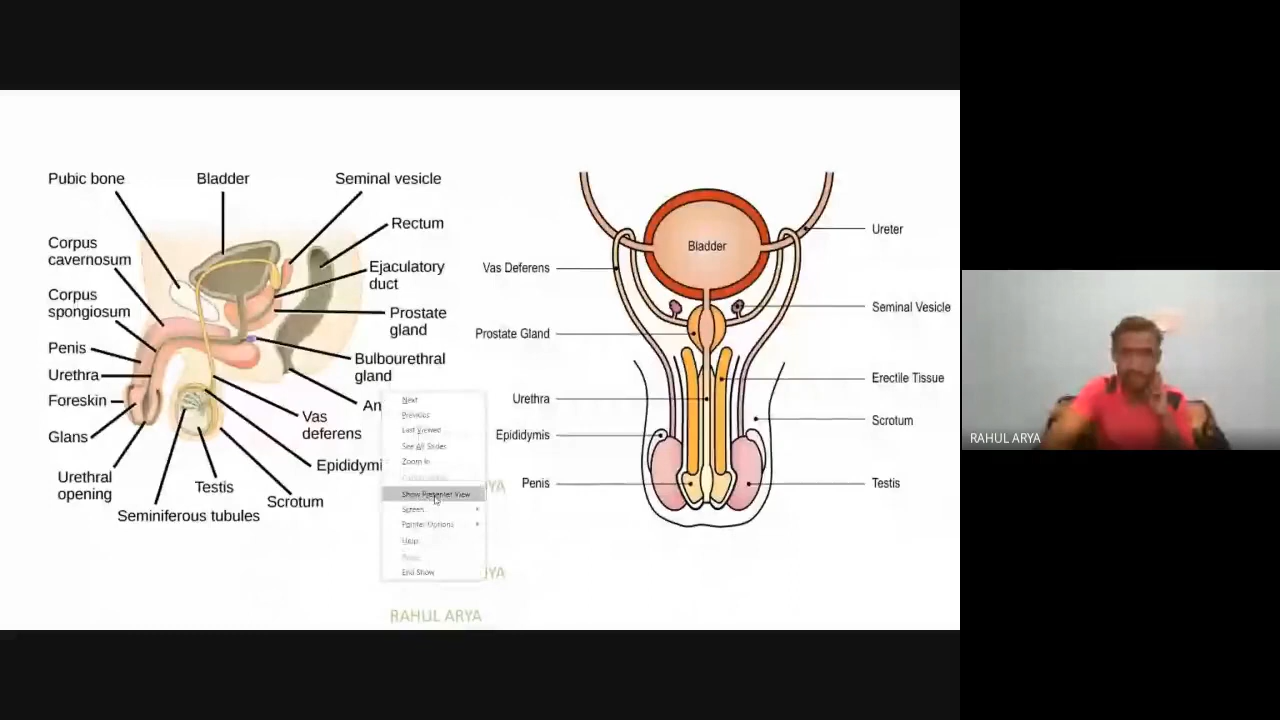 Pubic bone
Bladder
Seminal vesicle
Rectum
Corpus
cavernosum
Ejaculatory
duct
Corpus
spongiosum
Prostate
gland
Penis
Bulbourethral
gland
Urethra
Foreskin
An
Glans
Vas
deferens
Epididymi
Urethral
opening
Testis
Scrotum
Seminiferous tubules
Bladder
Ureter
Vas Deferens
Seminal Vesicle
Prostate Gland
Erectile Tissue
Urethra
Scrotum
Epididymis
Penis
Testis
Next
Previous
Last Viewed
See All Slides
Zoom In
Show Presenter View
Screen
Pointer Options
Help
End Show
YA
YA
RAHUL ARYA
RAHUL ARYA